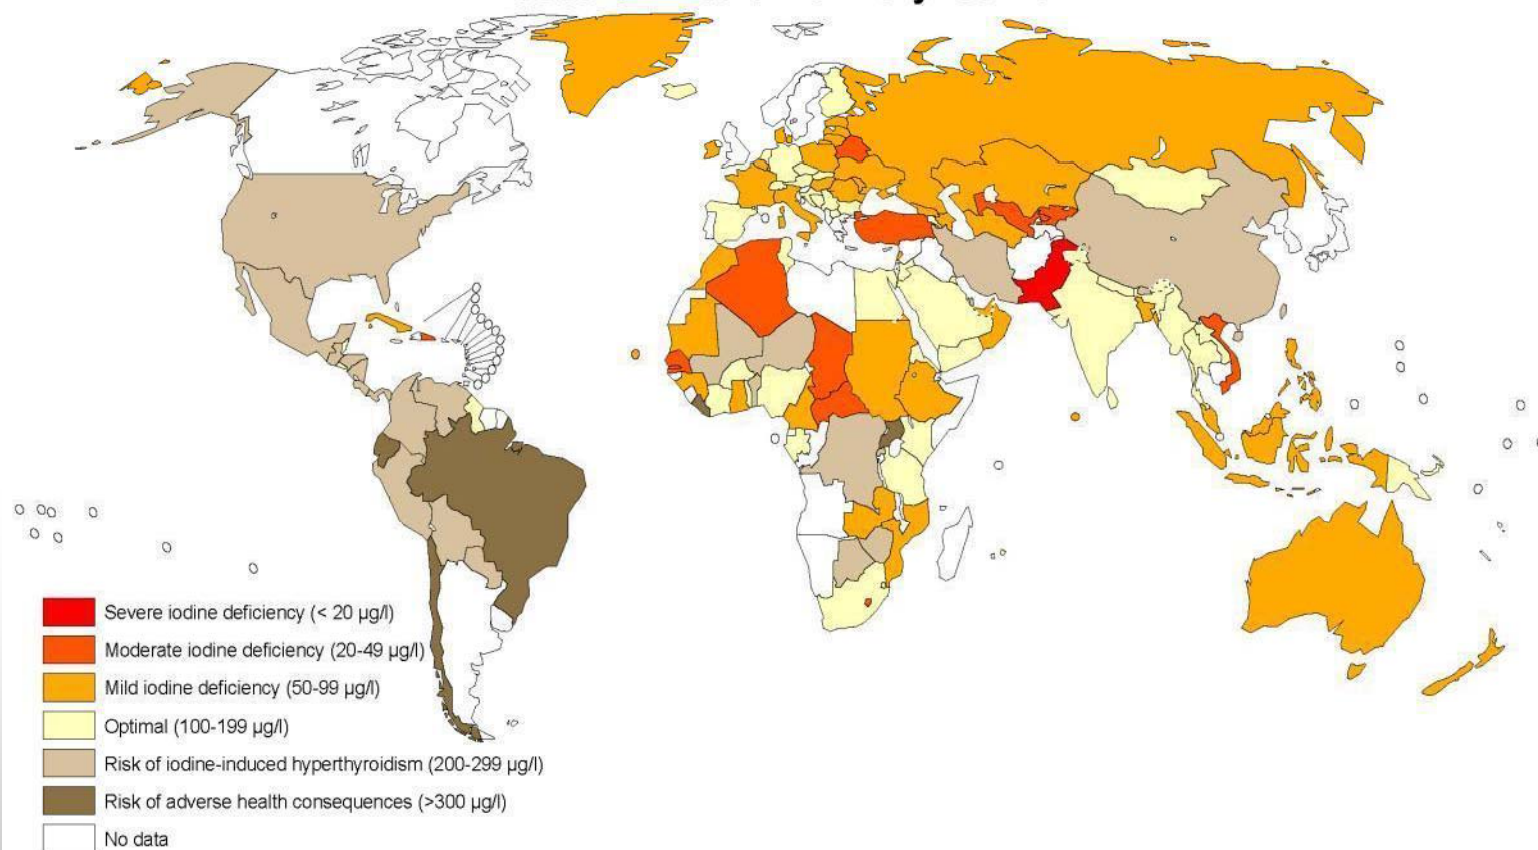 Severe iodine deficiency (< 20 µg/l)
Moderate iodine deficiency (20-49 µg/l)
Mild iodine deficiency (50-99 µg/l)
Optimal (100-199 µg/l)
Risk of iodine-induced hyperthyroidism (200-299 µg/l)
Risk of adverse health consequences (>300 µg/l)
No data